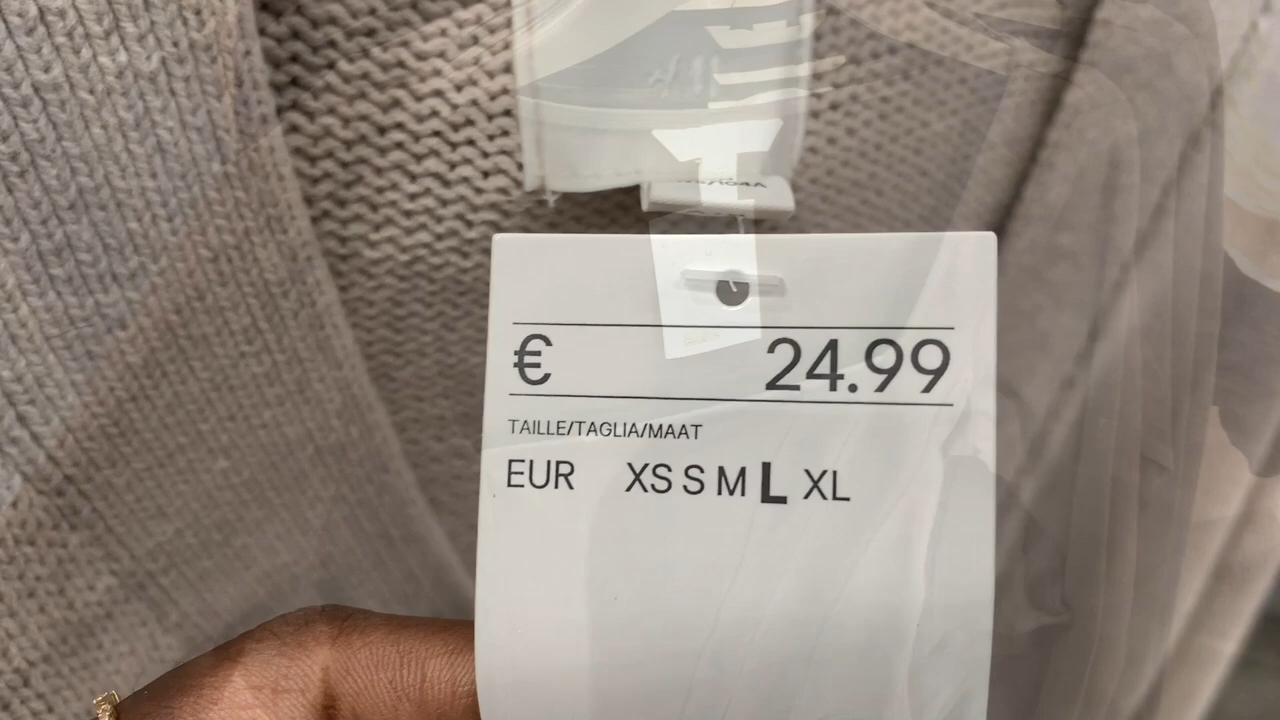 € 24.99
TAILLE/TAGLIA/MAAT
EUR XS S M L XL